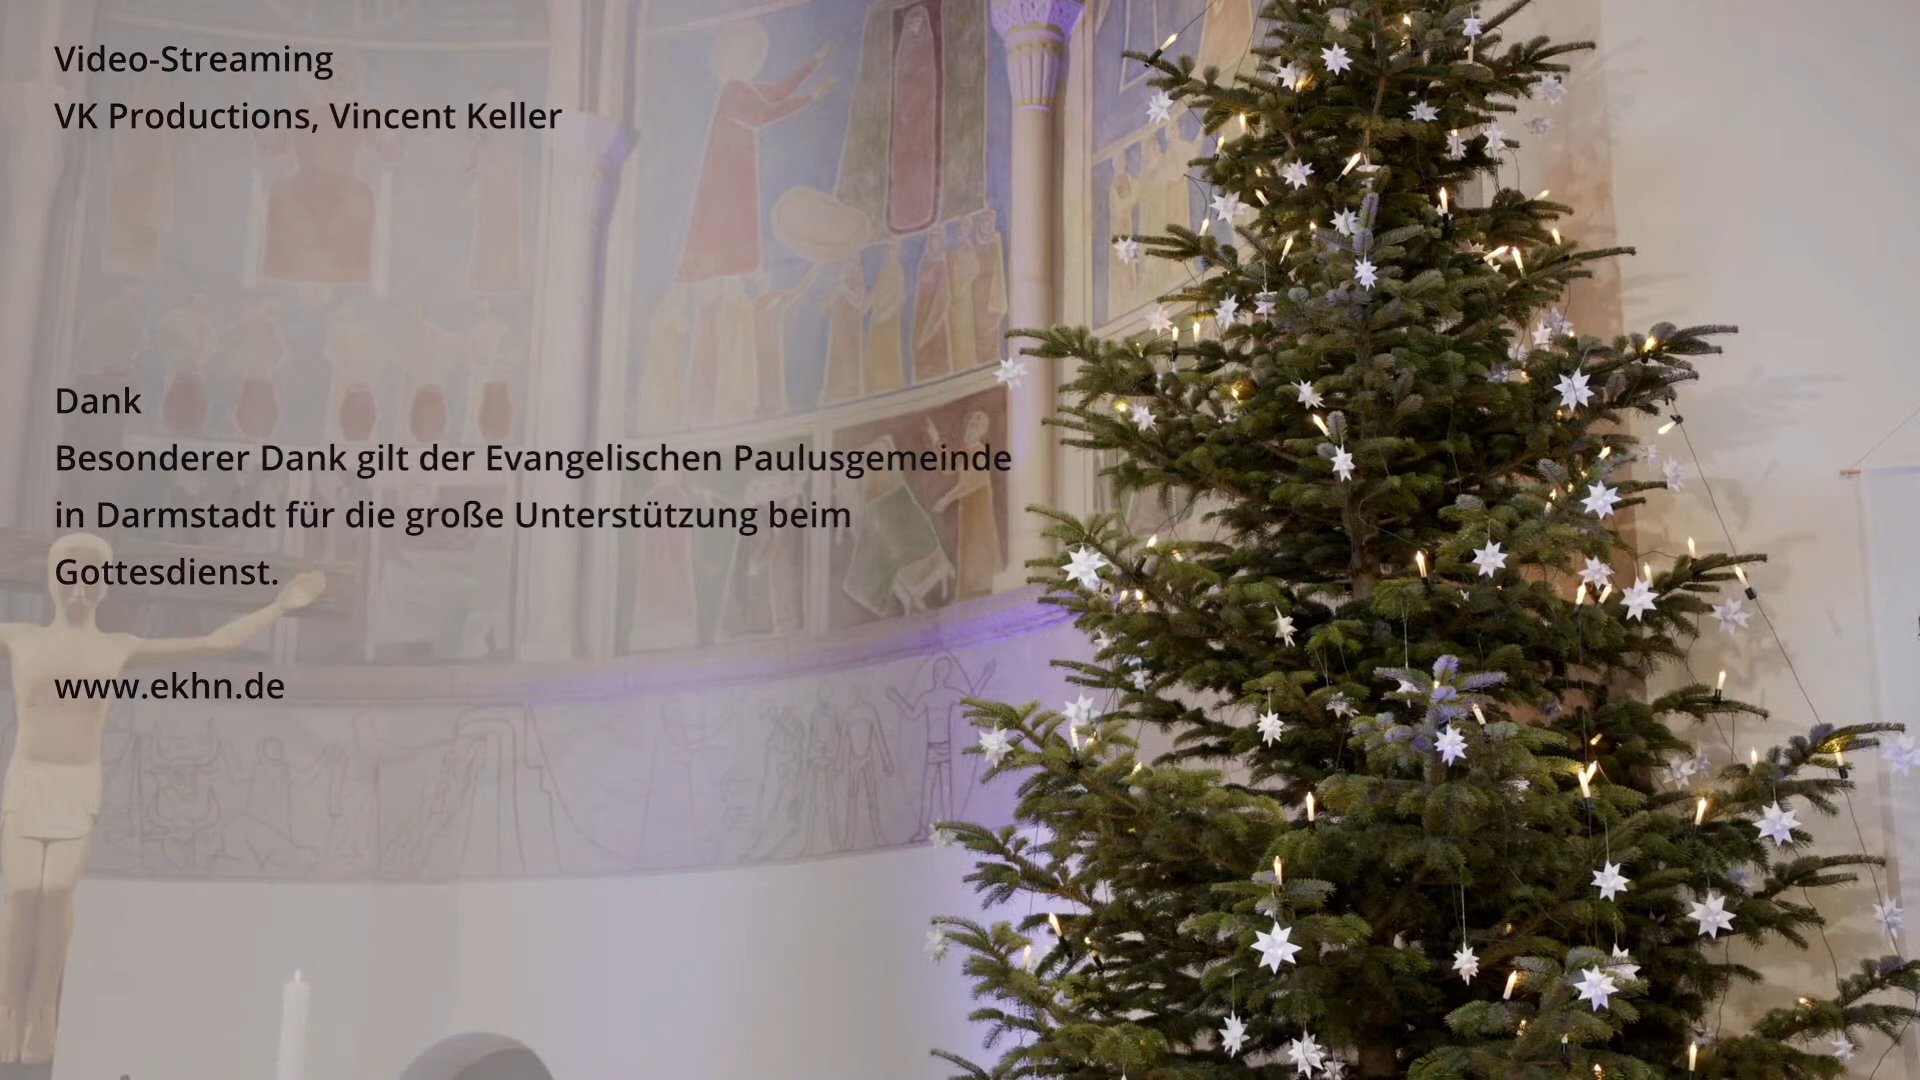 Video-Streaming
VK Productions, Vincent Keller
Dank
Besonderer Dank gilt der Evangelischen Paulusgemeinde
in Darmstadt für die große Unterstützung beim
Gottesdienst.
www.ekhn.de